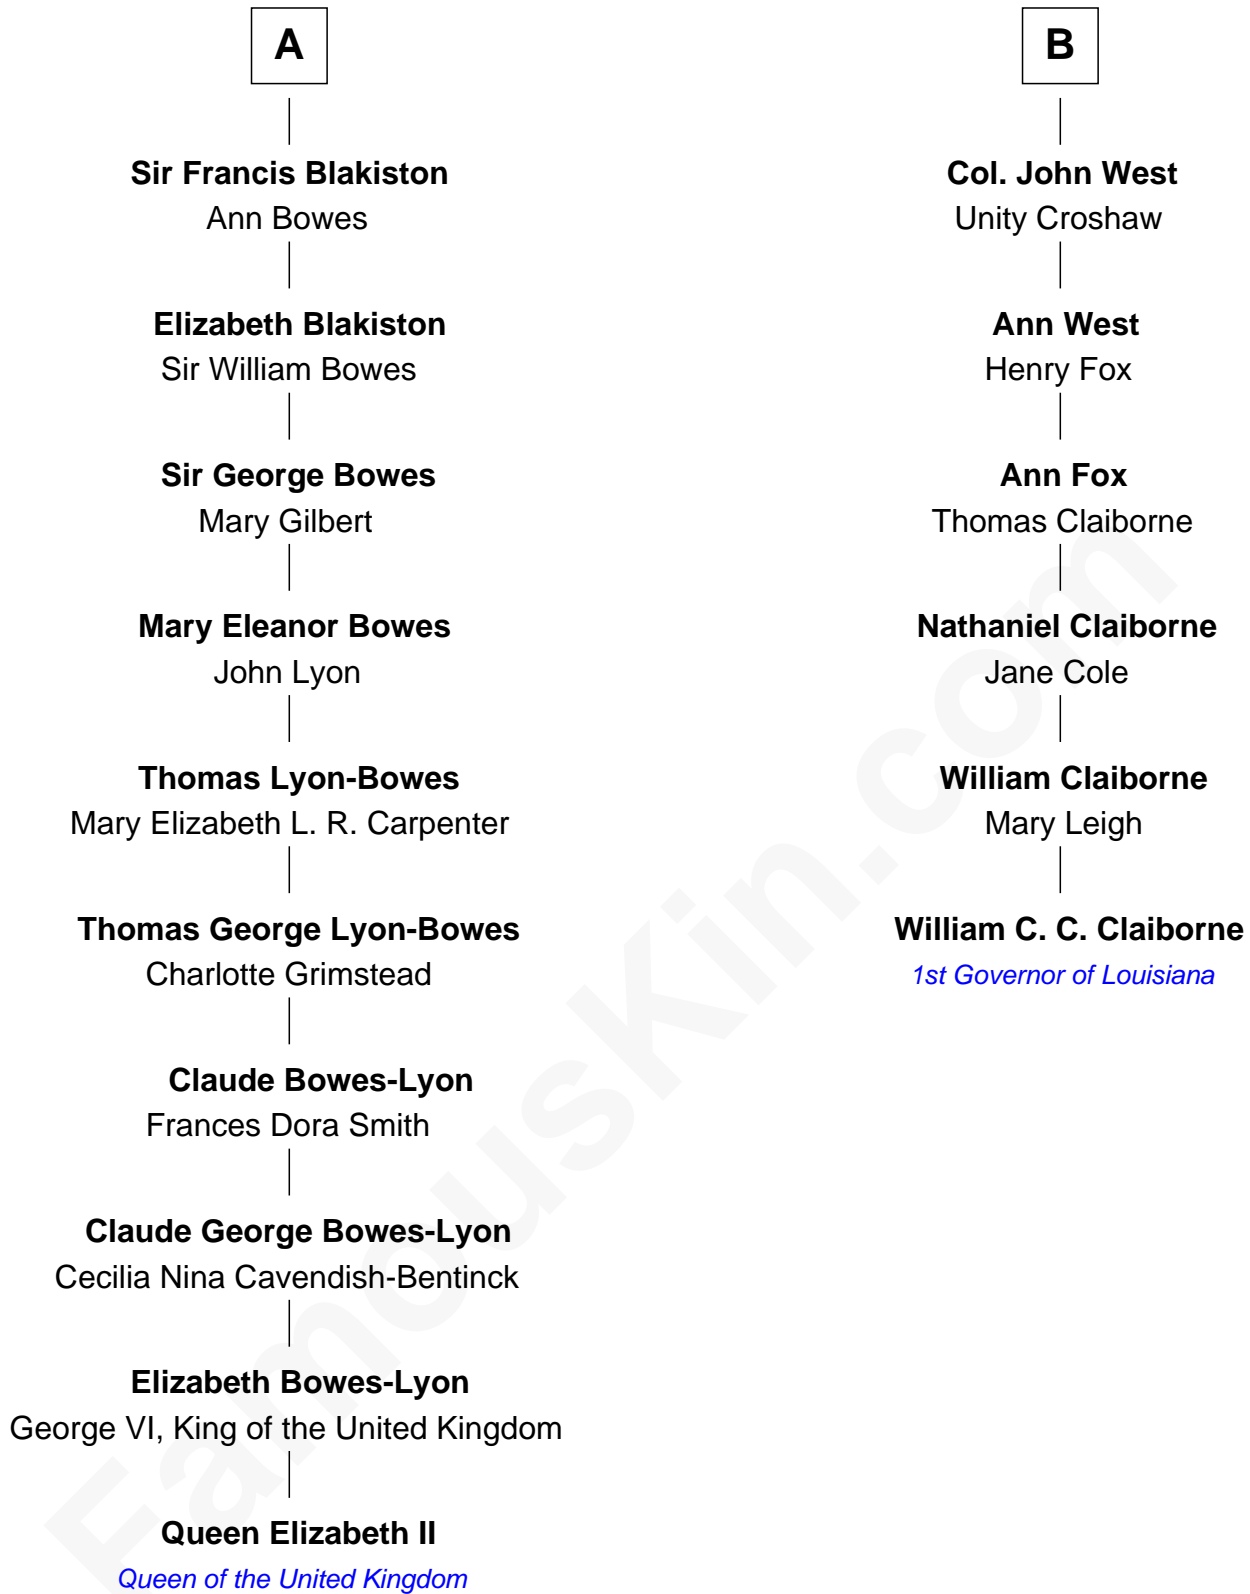 A
Sir Francis Blakiston
Ann Bowes
Elizabeth Blakiston
Sir William Bowes
Sir George Bowes
Mary Gilbert
Mary Eleanor Bowes
John Lyon
Thomas Lyon-Bowes
Mary Elizabeth L. R. Carpenter
Thomas George Lyon-Bowes
Charlotte Grimstead
Claude Bowes-Lyon
Frances Dora Smith
Claude George Bowes-Lyon
Cecilia Nina Cavendish-Bentinck
Elizabeth Bowes-Lyon
George VI, King of the United Kingdom
Queen Elizabeth II
Queen of the United Kingdom
B
Col. John West
Unity Croshaw
Ann West
Henry Fox
Ann Fox
Thomas Claiborne
Nathaniel Claiborne
Jane Cole
William Claiborne
Mary Leigh
William C. C. Claiborne
1st Governor of Louisiana
FamousKin.com